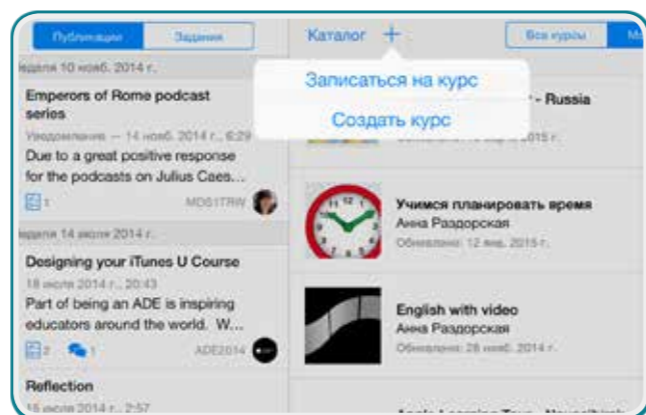 Публикации
Задания
Неделя 10 нояб. 2014 г.
Emperors of Rome podcast
series
Уведомление — 14 нояб. 2014 г., 6:29
Due to a great positive response
for the podcasts on Julius Caes...
1
MDS1TRW
Неделя 14 июля 2014 г.
Designing your iTunes U Course
18 июля 2014 г., 20:43
Part of being an ADE is inspiring
educators around the world. W...
2
1
ADE2014
Reflection
15 июля 2014 г., 2:57
Каталог +
Все курсы
Записаться на курс
Создать курс
- Russia
2015 г.
Учимся планировать время
Анна Раздорская
Обновлено: 12 янв. 2015 г.
English with video
Анна Раздорская
Обновлено: 28 нояб. 2014 г.